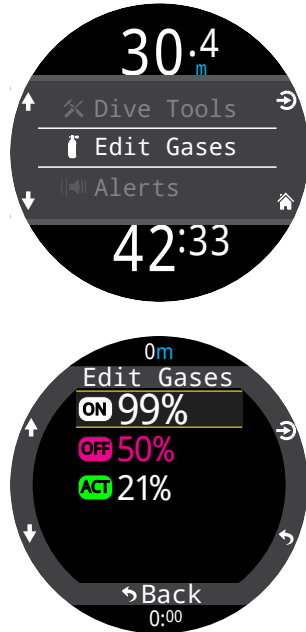 30.4
m
Dive Tools
Edit Gases
Alerts
42:33
0m
Edit Gases
ON 99%
OFF 50%
ACT 21%
Back
0:00